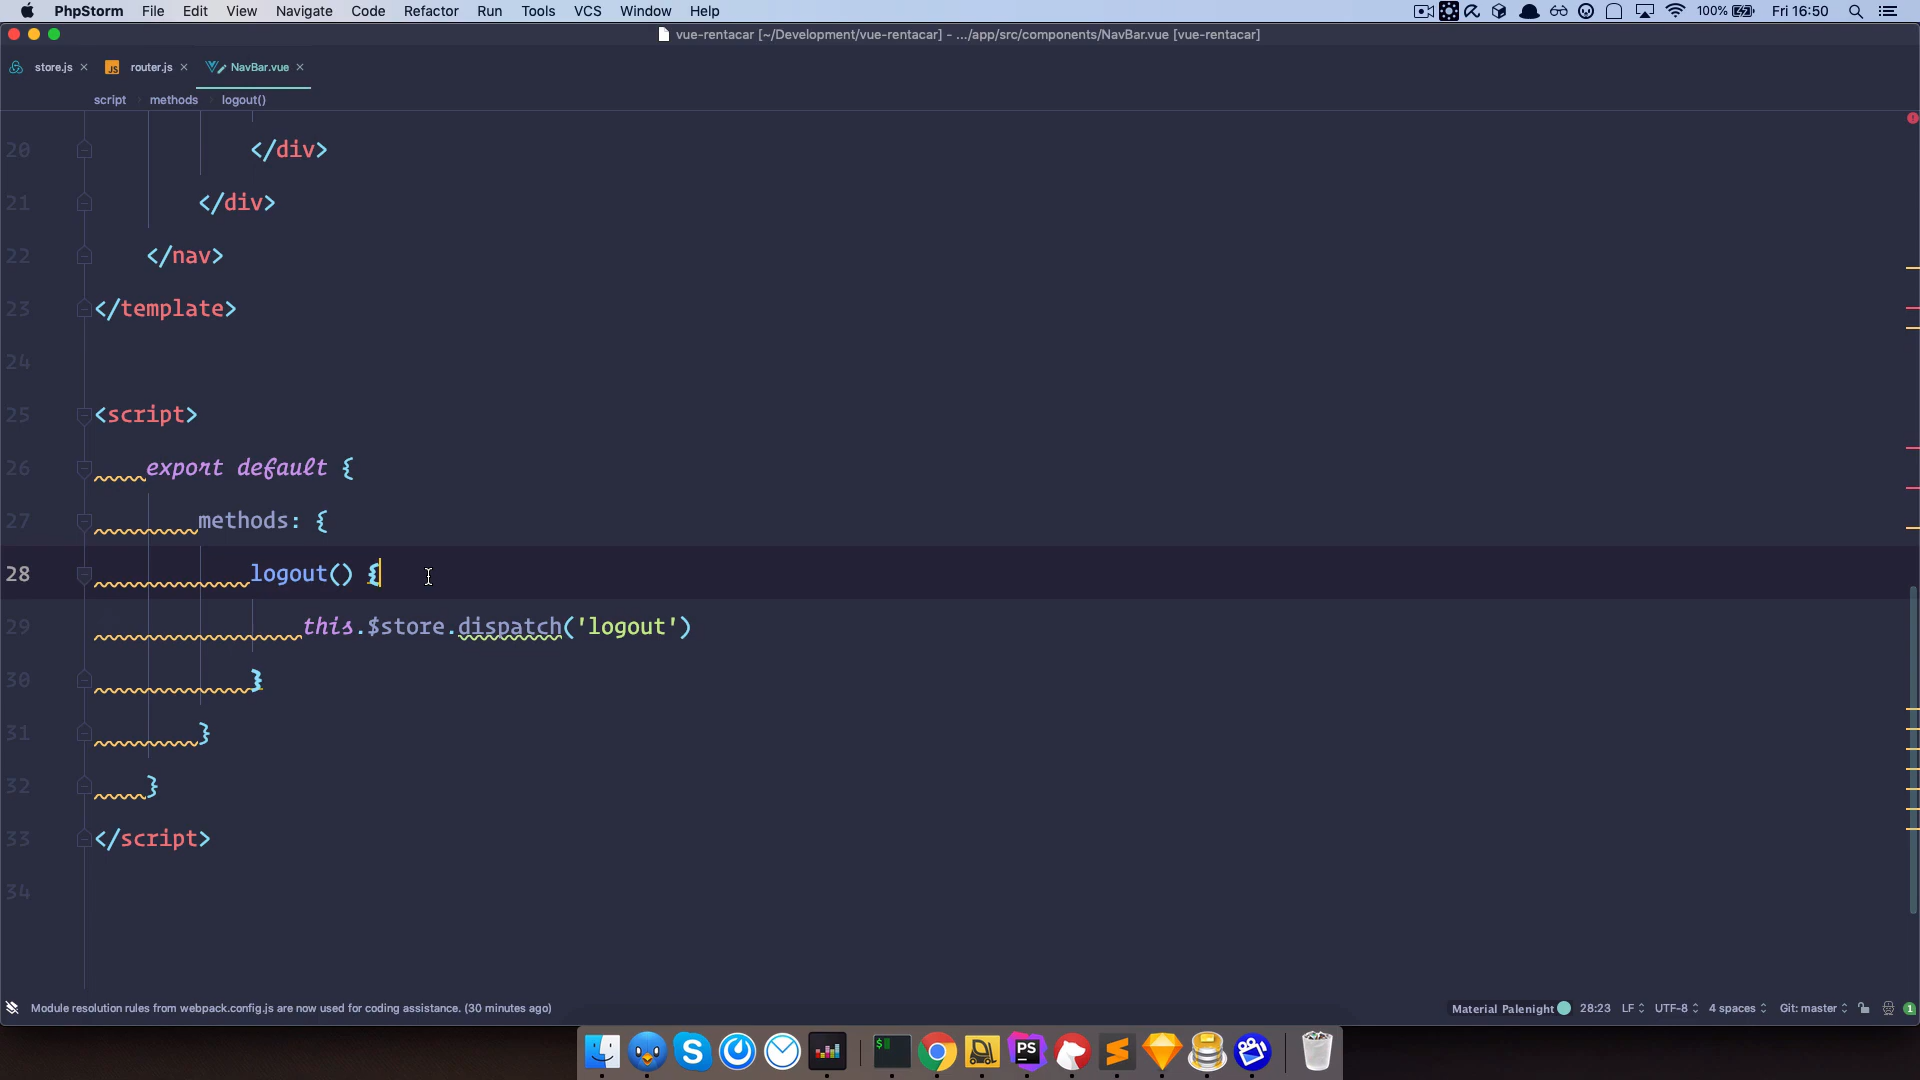 PhpStorm File Edit View Navigate Code Refactor Run Tools VCS Window Help 100% Fri 16:50
vue-rentacar [~/Development/vue-rentacar] - .../app/src/components/NavBar.vue [vue-rentacar]
store.js JS router.js NavBar.vue
script methods logout()
20 </div>
21 </div>
22 </nav>
23 </template>
24
25 <script>
26 export default {
27 methods: {
28 logout() {
29 this.$store.dispatch('logout')
30 }
31 }
32 }
33 </script>
34
Module resolution rules from webpack.config.js are now used for coding assistance. (30 minutes ago) Material Palenight 28:23 LF UTF-8 4 spaces Git: master 1
S $ PS